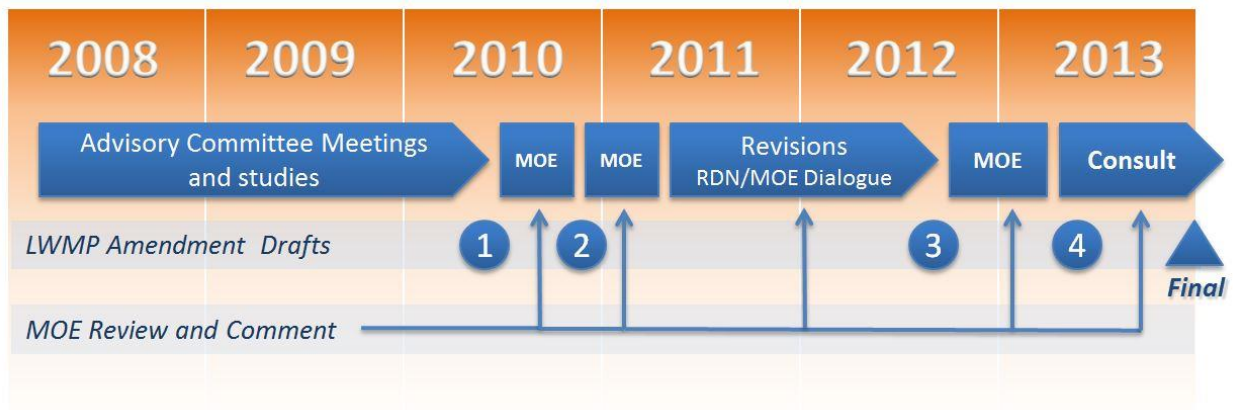 2008 2009 2010 2011 2012 2013
Advisory Committee Meetings
and studies
MOE
MOE
Revisions
RDN/MOE Dialogue
MOE
Consult
LWMP Amendment Drafts
1
2
3
4
Final
MOE Review and Comment